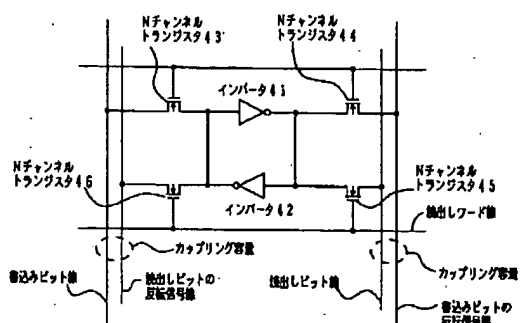 Nチャンネル
トランジスタ43
Nチャンネル
トランジスタ44
インバータ41
Nチャンネル
トランジスタ46
インバータ42
Nチャンネル
トランジスタ45
読出しワード線
カップリング容量
カップリング容量
書込みビット線
読出しビットの
反転信号線
読出しビット線
書込みビットの
反転信号線